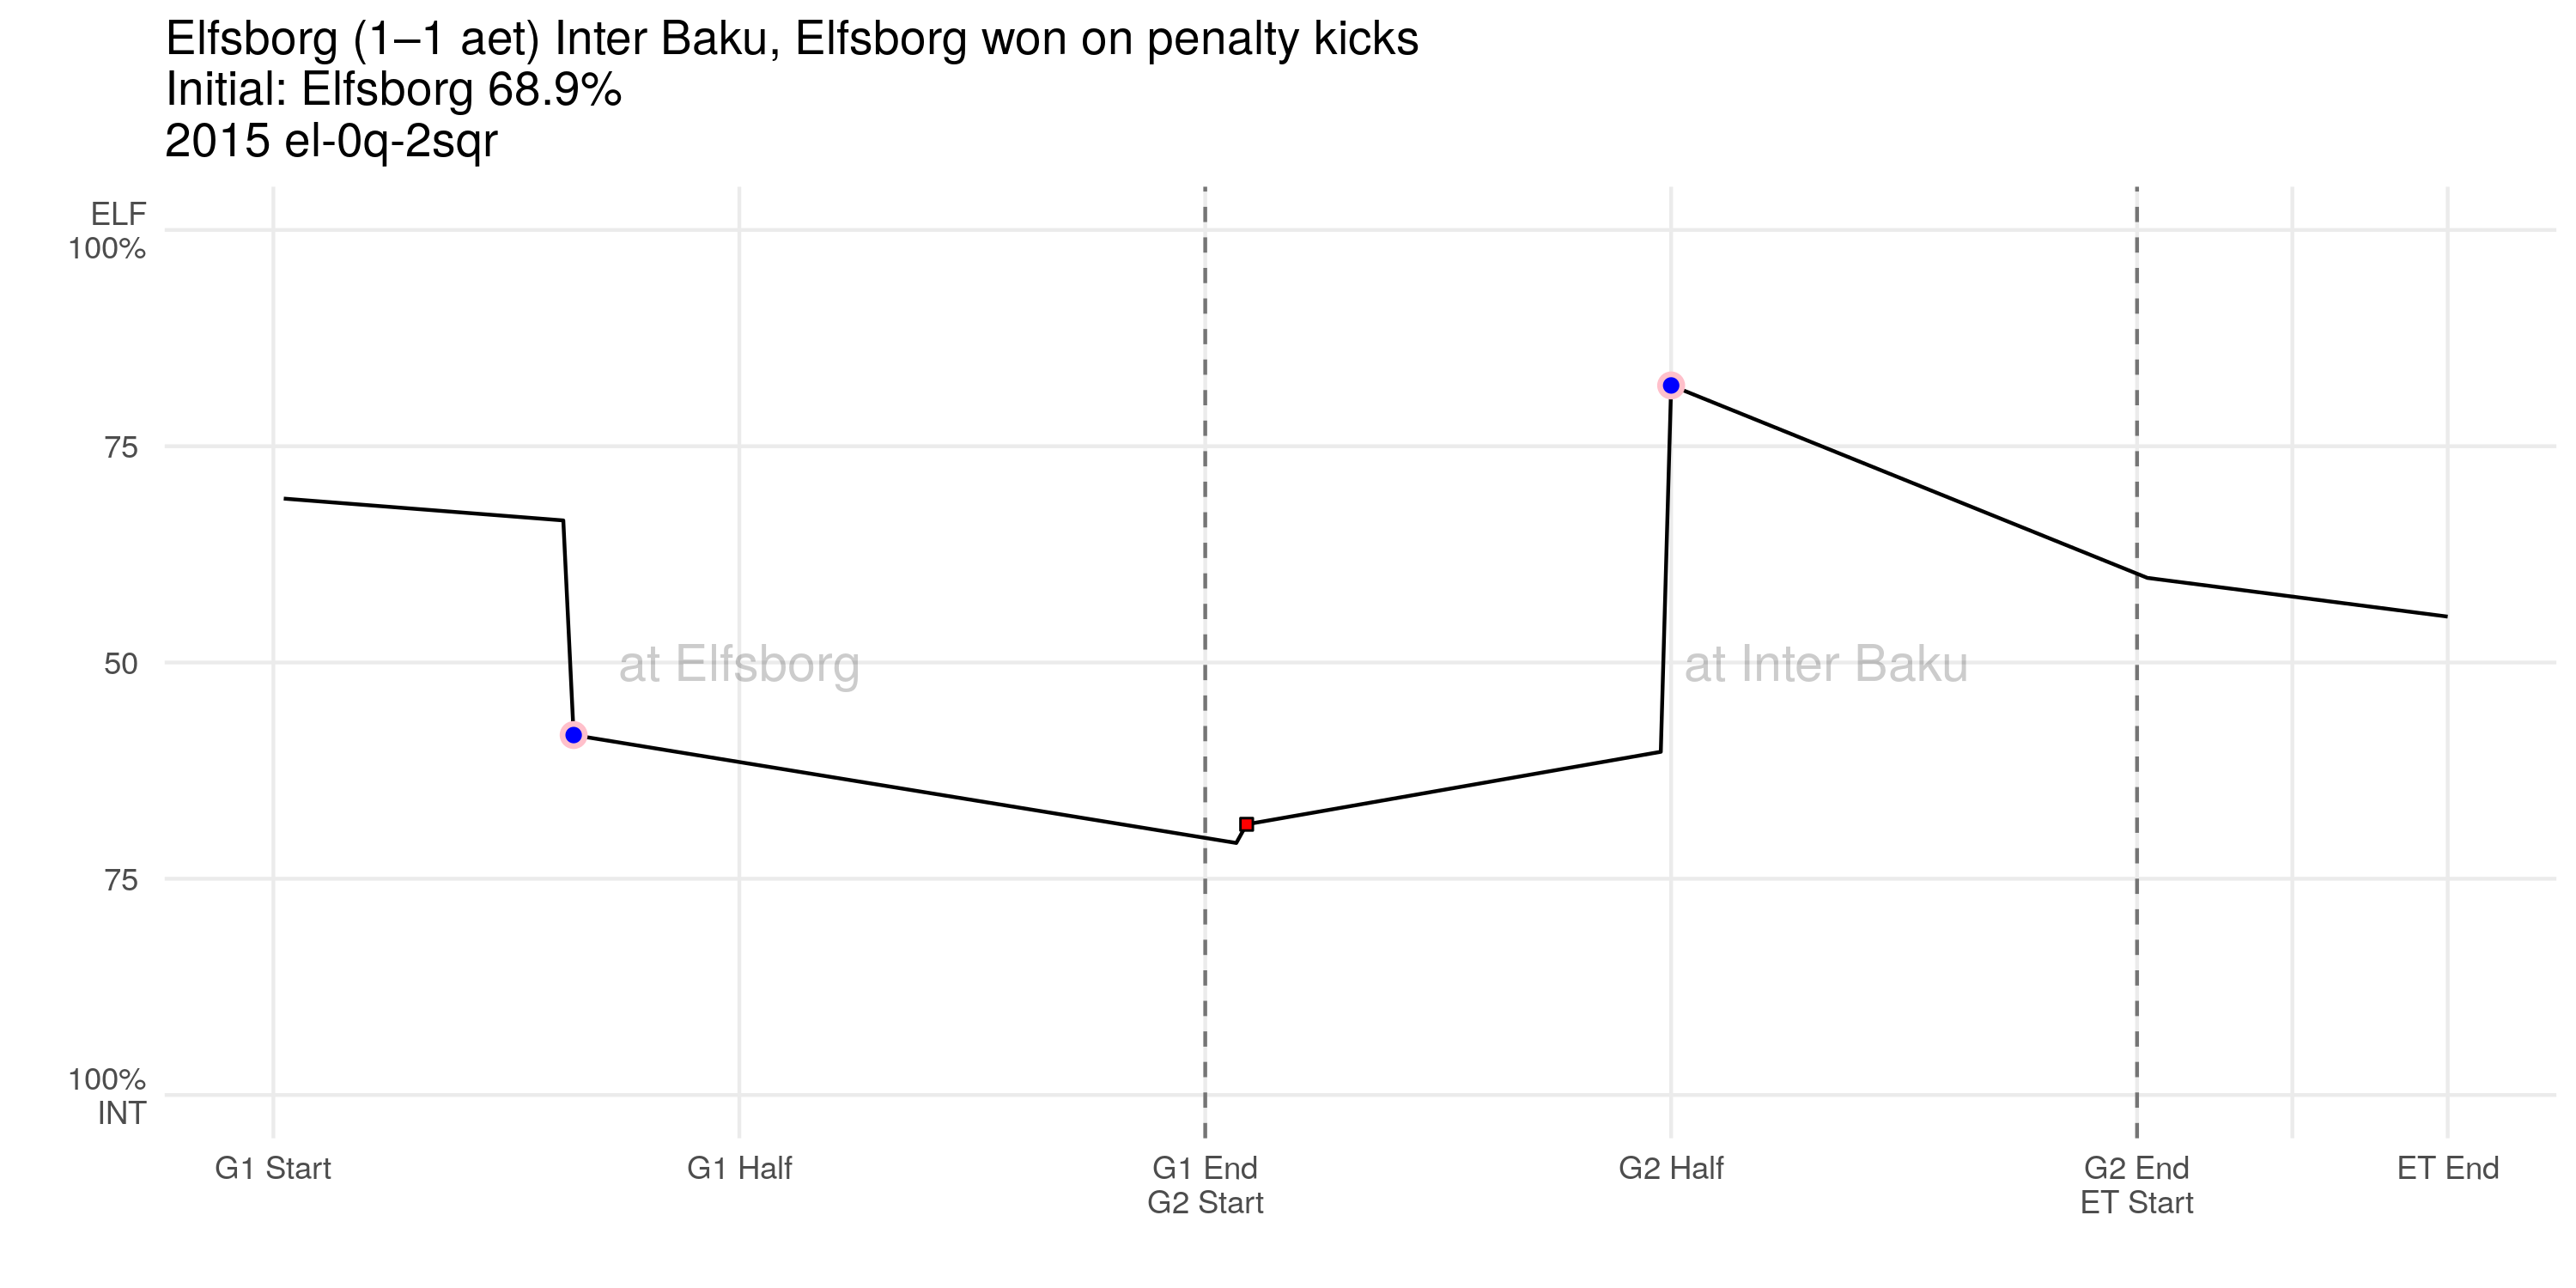 Elfsborg (1–1 aet) Inter Baku, Elfsborg won on penalty kicks
Initial: Elfsborg 68.9%
2015 el-0q-2sqr
ELF
100%
75
50
75
100%
INT
at Elfsborg
at Inter Baku
G1 Start
G1 Half
G1 End
G2 Start
G2 Half
G2 End
ET Start
ET End